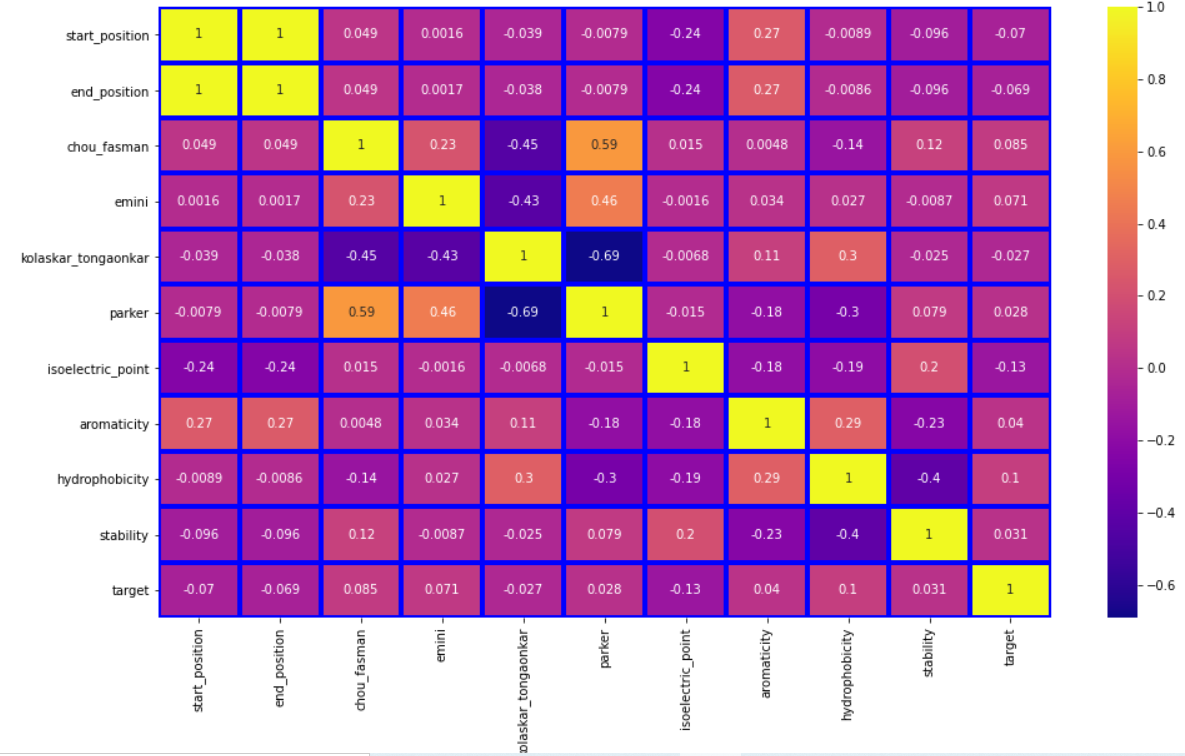 start_position 1 1 0.049 0.0016 -0.039 -0.0079 -0.24 0.27 -0.0089 -0.096 -0.07
end_position 1 1 0.049 0.0017 -0.038 -0.0079 -0.24 0.27 -0.0086 -0.096 -0.069
chou_fasman 0.049 0.049 1 0.23 -0.45 0.59 0.015 0.0048 -0.14 0.12 0.085
emini 0.0016 0.0017 0.23 1 -0.43 0.46 -0.0016 0.034 0.027 -0.0087 0.071
kolaskar_tongaonkar -0.039 -0.038 -0.45 -0.43 1 -0.69 -0.0068 0.11 0.3 -0.025 -0.027
parker -0.0079 -0.0079 0.59 0.46 -0.69 1 -0.015 -0.18 -0.3 0.079 0.028
isoelectric_point -0.24 -0.24 0.015 -0.0016 -0.0068 -0.015 1 -0.18 -0.19 0.2 -0.13
aromaticity 0.27 0.27 0.0048 0.034 0.11 -0.18 -0.18 1 0.29 -0.23 0.04
hydrophobicity -0.0089 -0.0086 -0.14 0.027 0.3 -0.3 -0.19 0.29 1 -0.4 0.1
stability -0.096 -0.096 0.12 -0.0087 -0.025 0.079 0.2 -0.23 -0.4 1 0.031
target -0.07 -0.069 0.085 0.071 -0.027 0.028 -0.13 0.04 0.1 0.031 1
start_position
end_position
chou_fasman
emini
olaskar_tongaonkar
parker
isoelectric_point
aromaticity
hydrophobicity
stability
target
1.0
0.8
0.6
0.4
0.2
0.0
−0.2
−0.4
−0.6